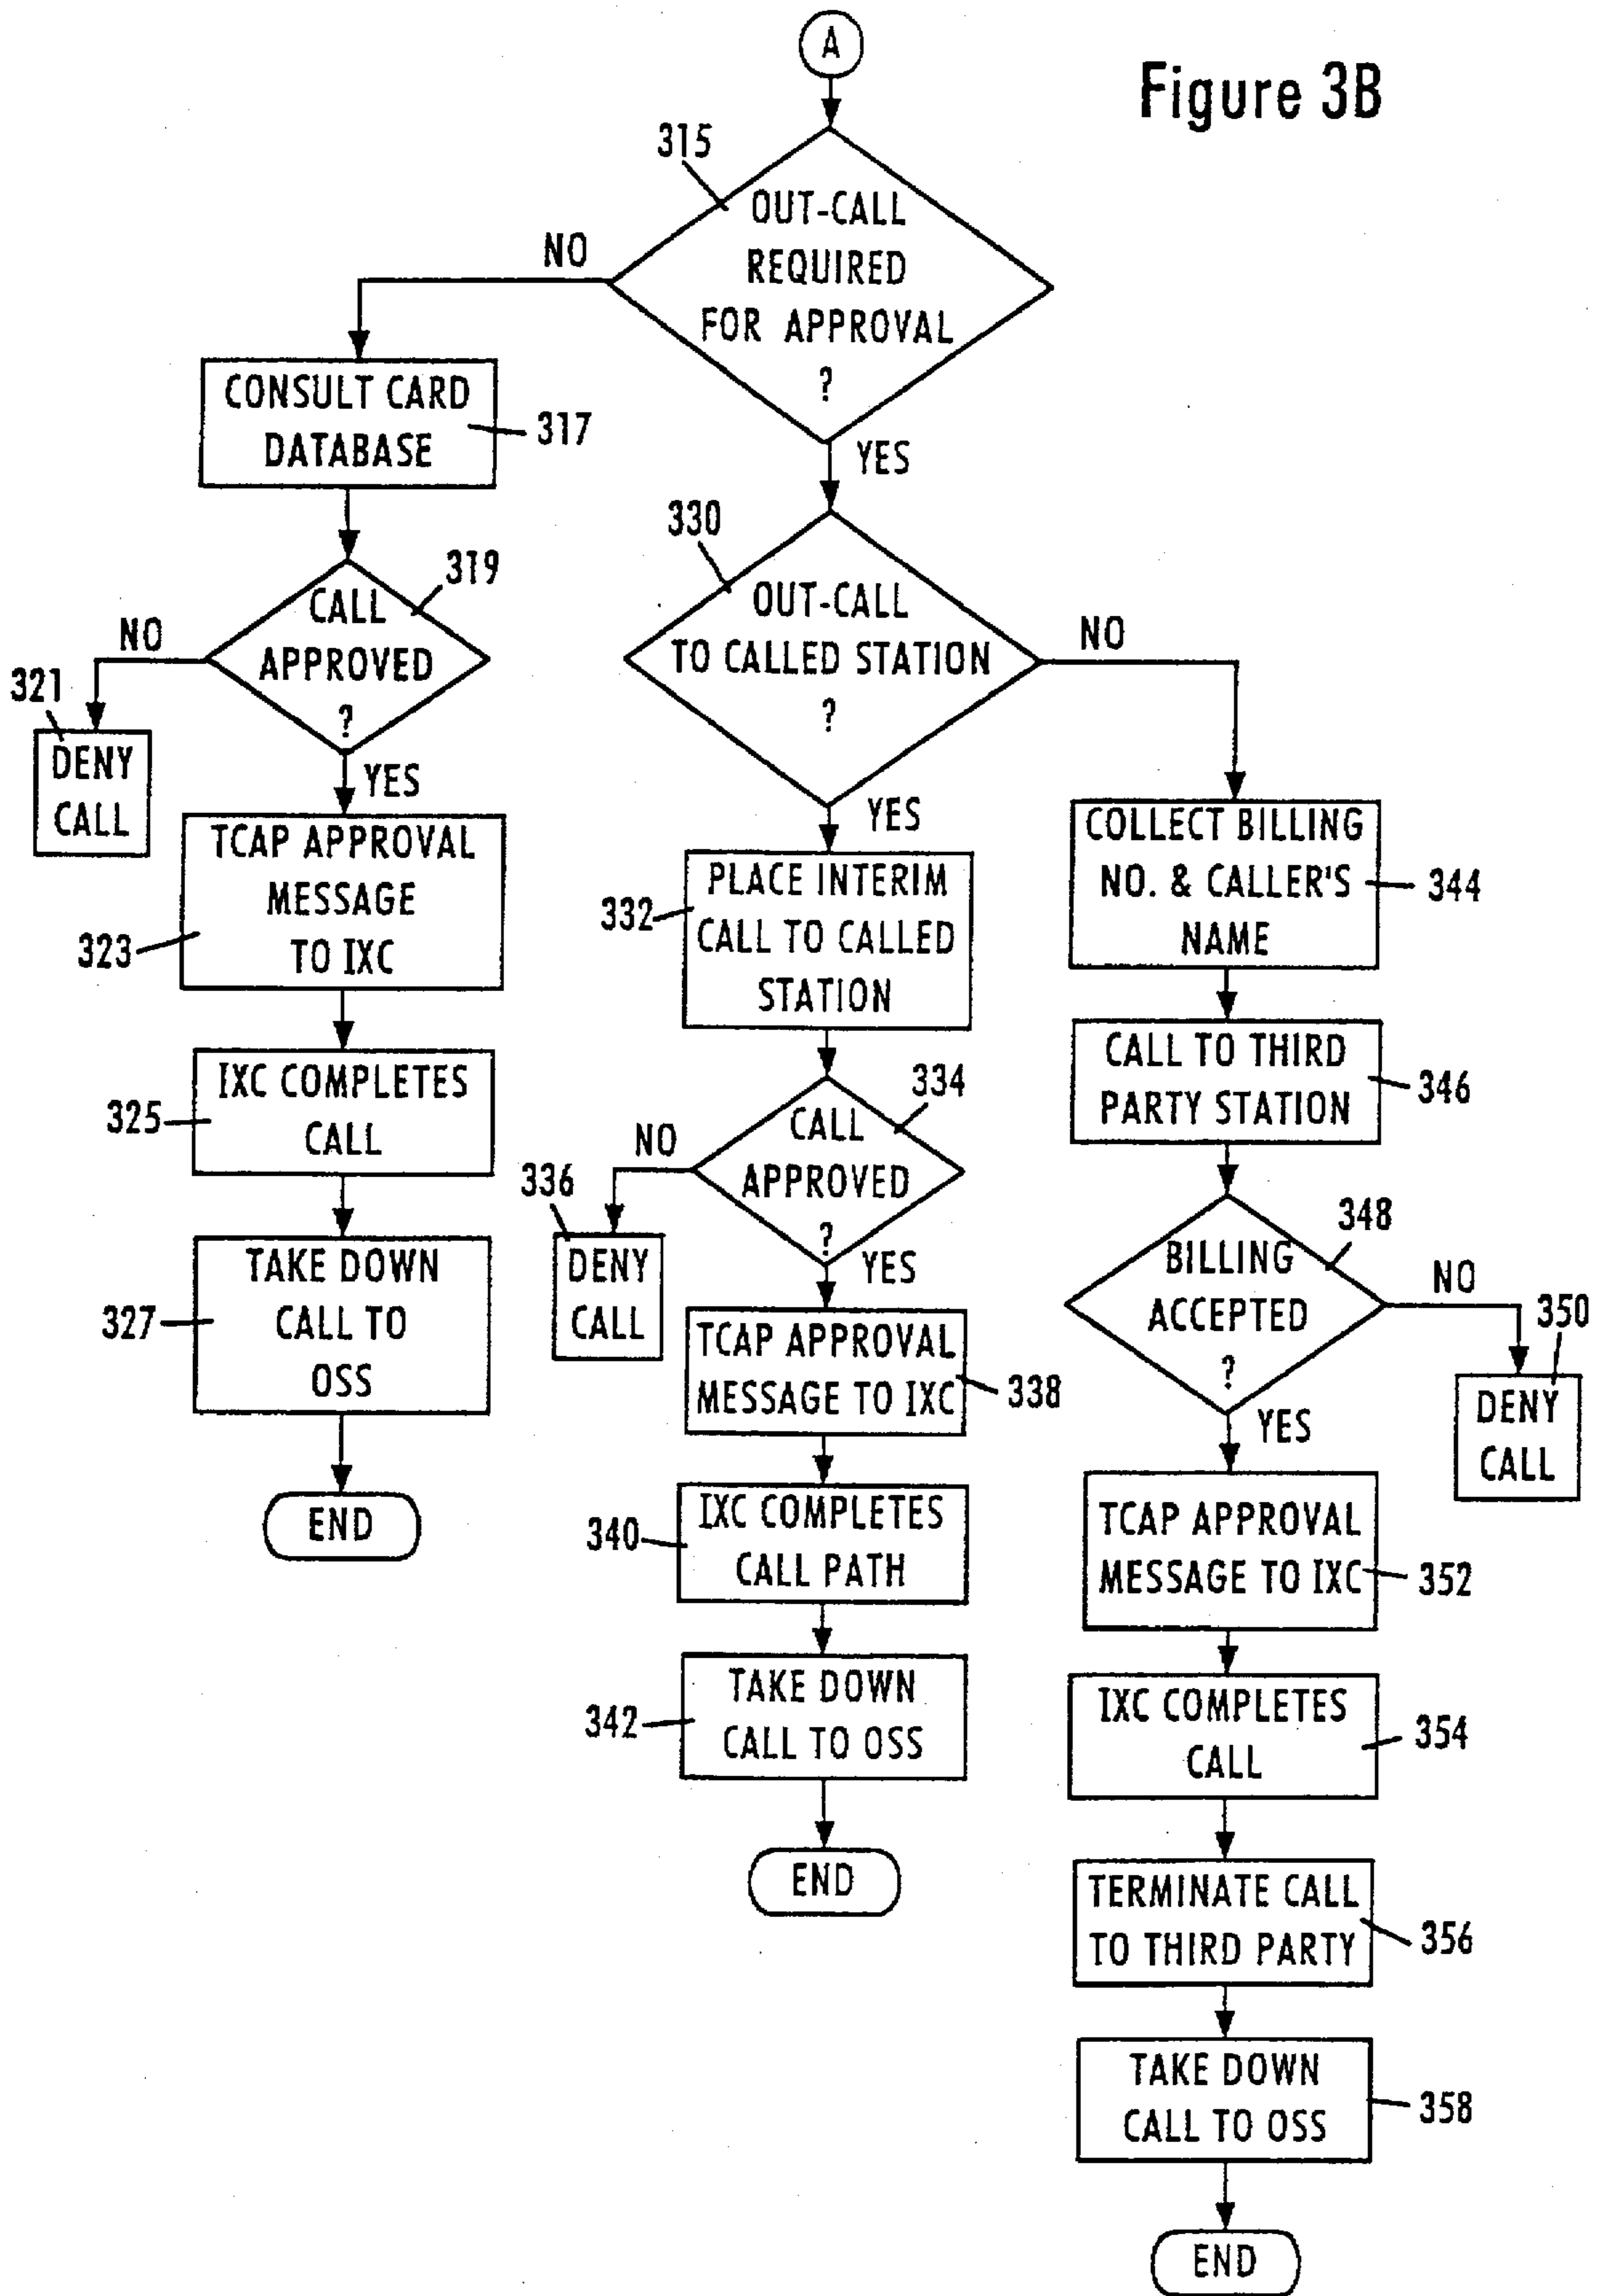 A
Figure 3B
315
OUT-CALL
REQUIRED
FOR APPROVAL
?
NO
YES
CONSULT CARD
DATABASE
317
319
CALL
APPROVED
?
NO
YES
321
DENY
CALL
TCAP APPROVAL
MESSAGE
TO IXC
323
IXC COMPLETES
CALL
325
TAKE DOWN
CALL TO
OSS
327
END
330
OUT-CALL
TO CALLED STATION
?
NO
YES
PLACE INTERIM
CALL TO CALLED
STATION
332
334
CALL
APPROVED
?
NO
YES
336
DENY
CALL
TCAP APPROVAL
MESSAGE TO IXC
338
IXC COMPLETES
CALL PATH
340
TAKE DOWN
CALL TO OSS
342
END
COLLECT BILLING
NO. & CALLER'S
NAME
344
CALL TO THIRD
PARTY STATION
346
348
BILLING
ACCEPTED
?
NO
YES
350
DENY
CALL
TCAP APPROVAL
MESSAGE TO IXC
352
IXC COMPLETES
CALL
354
TERMINATE CALL
TO THIRD PARTY
356
TAKE DOWN
CALL TO OSS
358
END